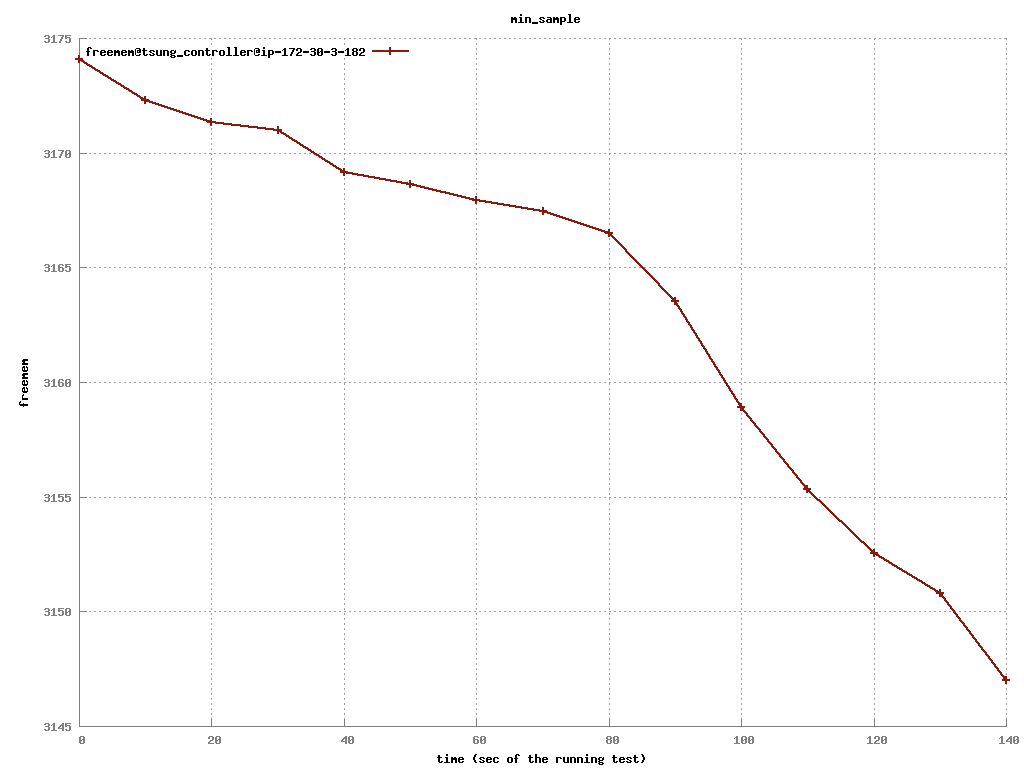 min_sample
3175
freemem@tsung_controller@ip-172-30-3-182
3170
3165
freemem
3160
3155
3150
3145
0 20 40 60 80 100 120 140
time (sec of the running test)